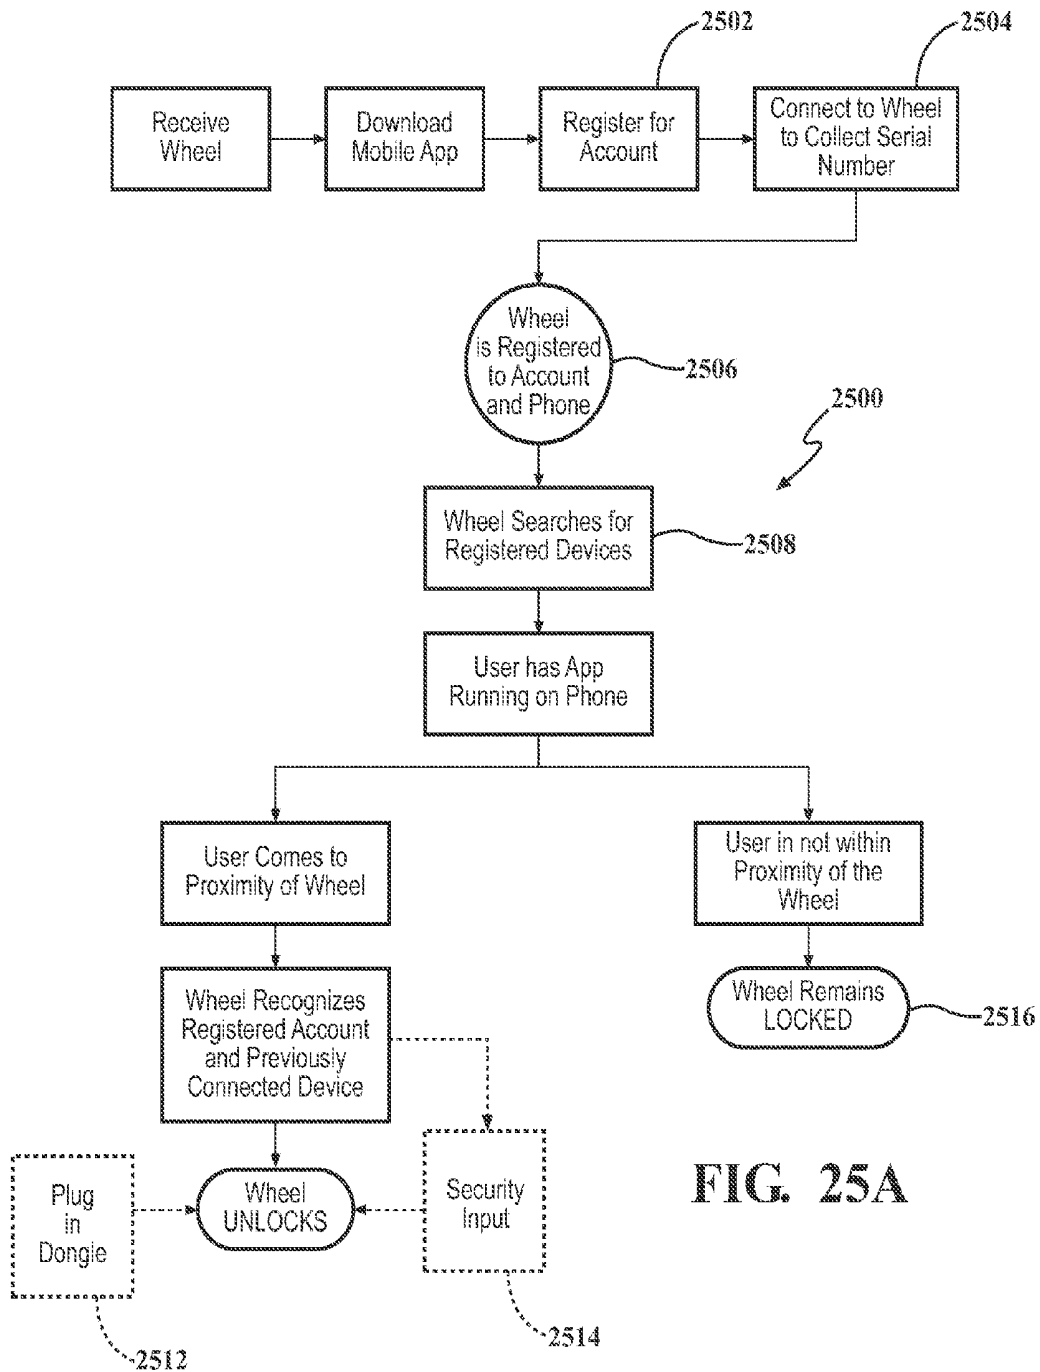 2502
2504
Receive
Wheel
Download
Mobile App
Register for
Account
Connect to Wheel
to Collect Serial
Number
Wheel
is Registered
to Account
and Phone
2506
2500
Wheel Searches for
Registered Devices
2508
User has App
Running on Phone
User Comes to
Proximity of Wheel
User in not within
Proximity of the
Wheel
Wheel Recognizes
Registered Account
and Previously
Connected Device
Wheel Remains
LOCKED
2516
Plug
in
Dongle
Wheel
UNLOCKS
Security
Input
FIG. 25A
2512
2514